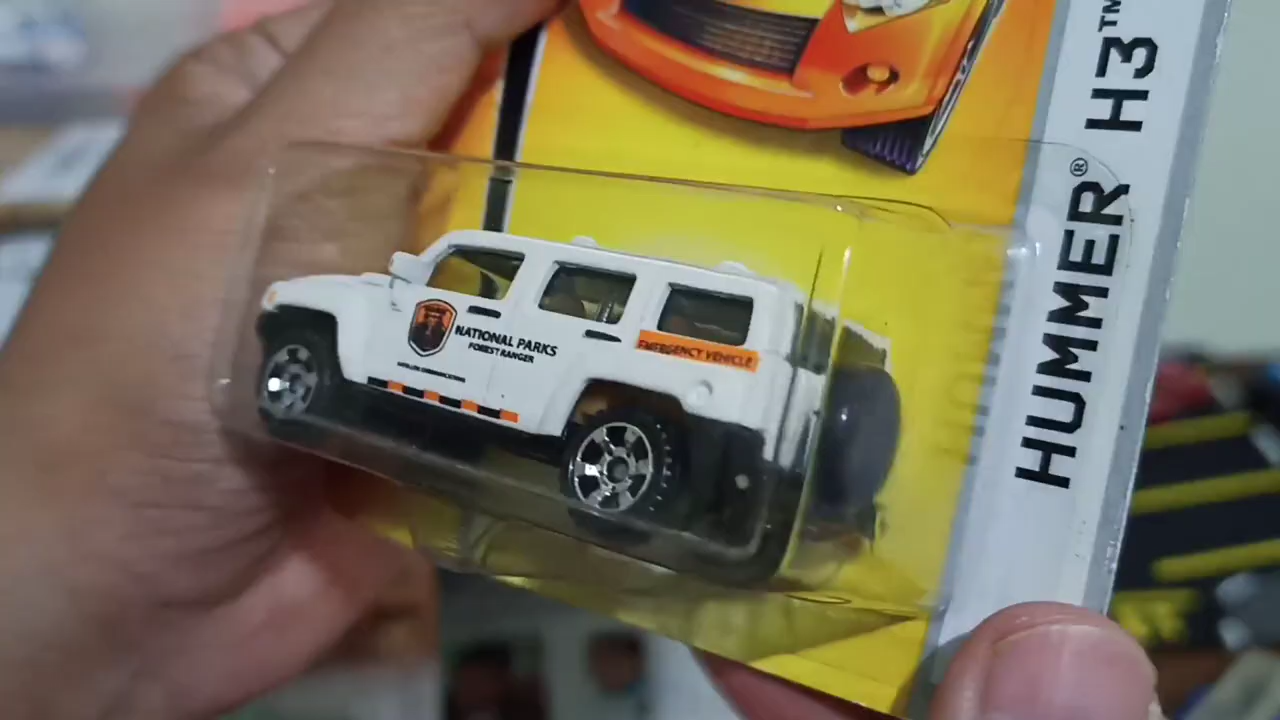 HUMMER® H3™
NATIONAL PARKS
FOREST RANGER
EMERGENCY VEHICLE